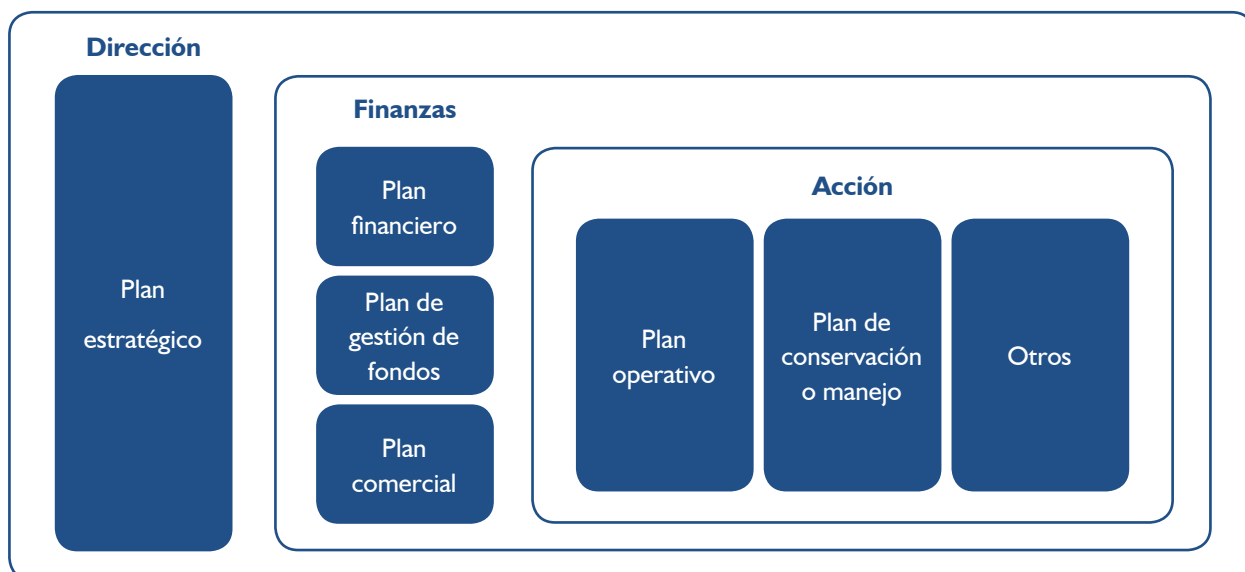 Dirección
Plan
estratégico
Finanzas
Plan
financiero
Plan de
gestión de
fondos
Plan
comercial
Acción
Plan
operativo
Plan de
conservación
o manejo
Otros